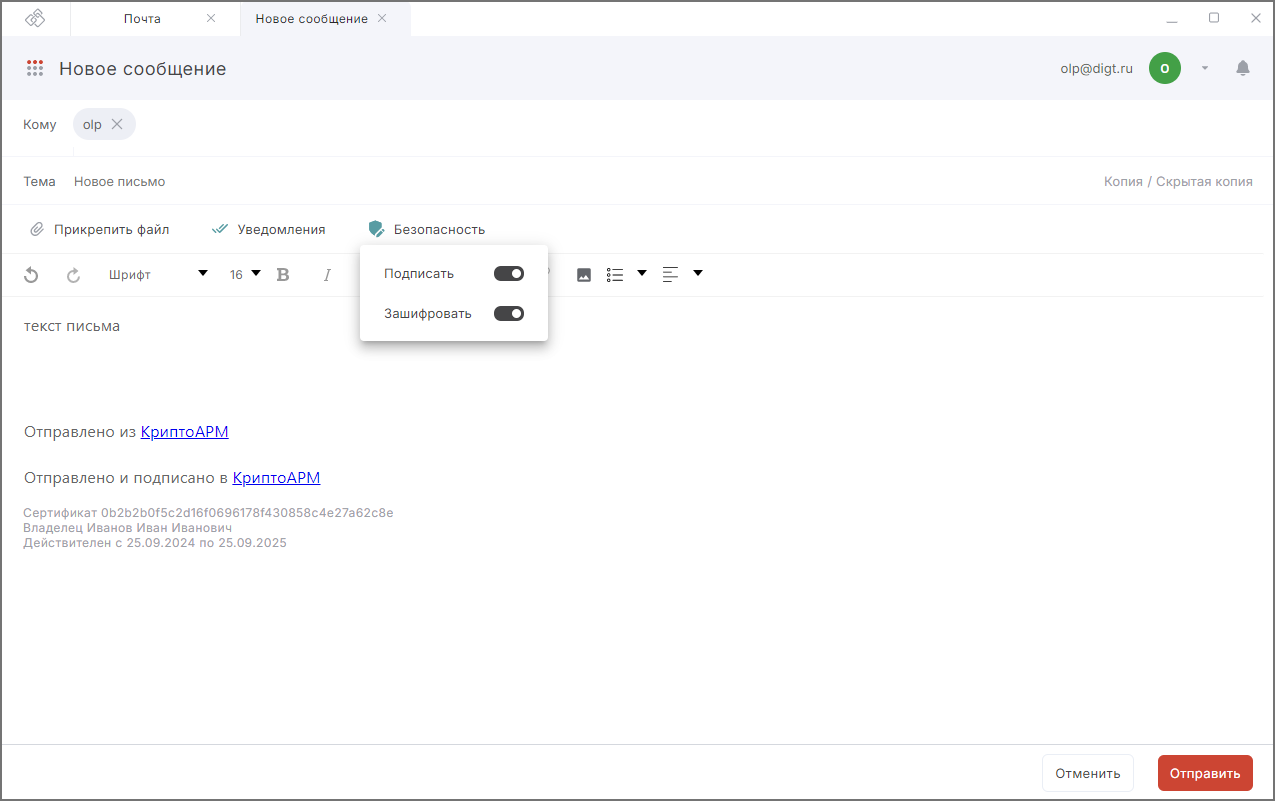 Почта
Новое сообщение
Новое сообщение
olp@digt.ru
O
Кому olp
Тема Новое письмо
Копия / Скрытая копия
Прикрепить файл Уведомления Безопасность
Шрифт 16 B I
Подписать
Зашифровать
текст письма
Отправлено из КриптоАРМ
Отправлено и подписано в КриптоАРМ
Сертификат 0b2b2b0f5c2d16f0696178f430858c4e27a62c8e
Владелец Иванов Иван Иванович
Действителен с 25.09.2024 по 25.09.2025
Отменить Отправить